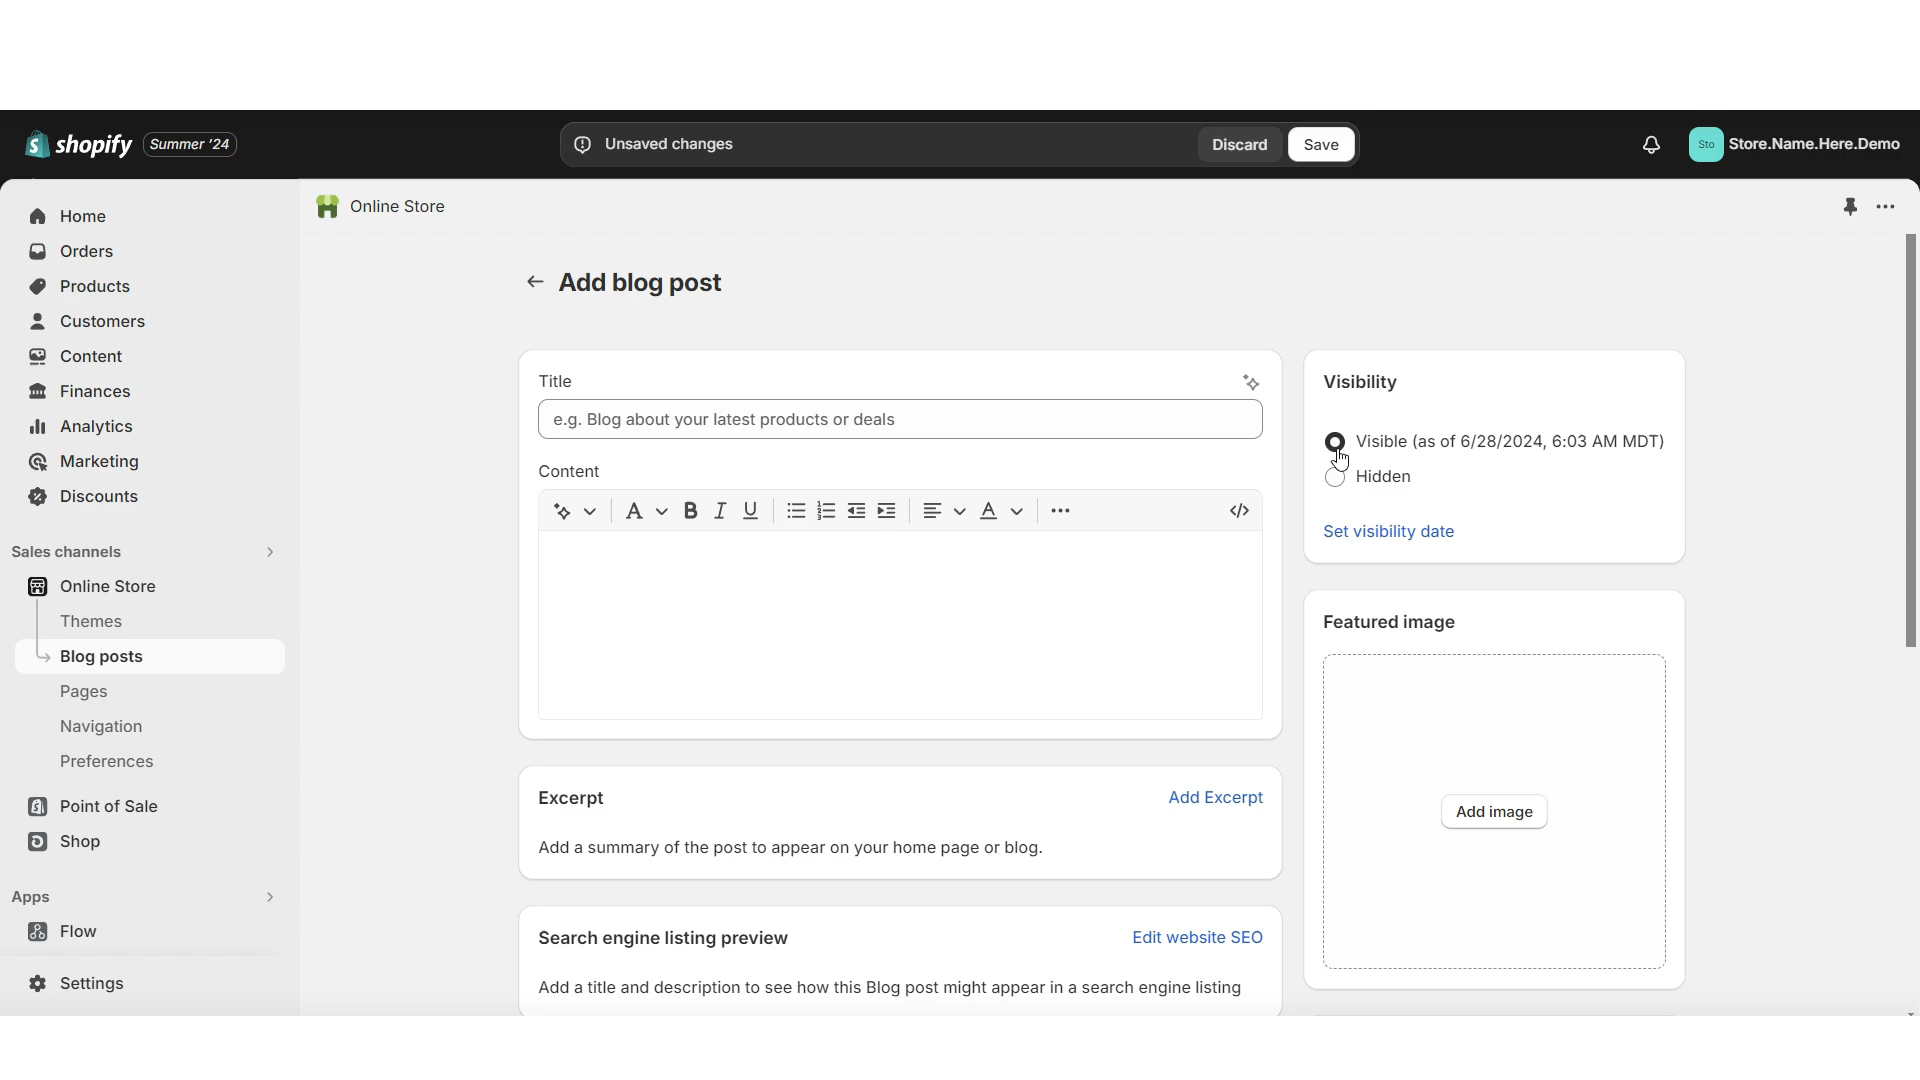 shopify Summer '24
Unsaved changes
Discard
Save
Sto
Store.Name.Here.Demo
Home
Orders
Products
Customers
Content
Finances
Analytics
Marketing
Discounts
Sales channels
Online Store
Themes
Blog posts
Pages
Navigation
Preferences
Point of Sale
Shop
Apps
Flow
Settings
Online Store
Add blog post
Title
e.g. Blog about your latest products or deals
Content
Excerpt
Add Excerpt
Add a summary of the post to appear on your home page or blog.
Search engine listing preview
Edit website SEO
Add a title and description to see how this Blog post might appear in a search engine listing
Visibility
Visible (as of 6/28/2024, 6:03 AM MDT)
Hidden
Set visibility date
Featured image
Add image